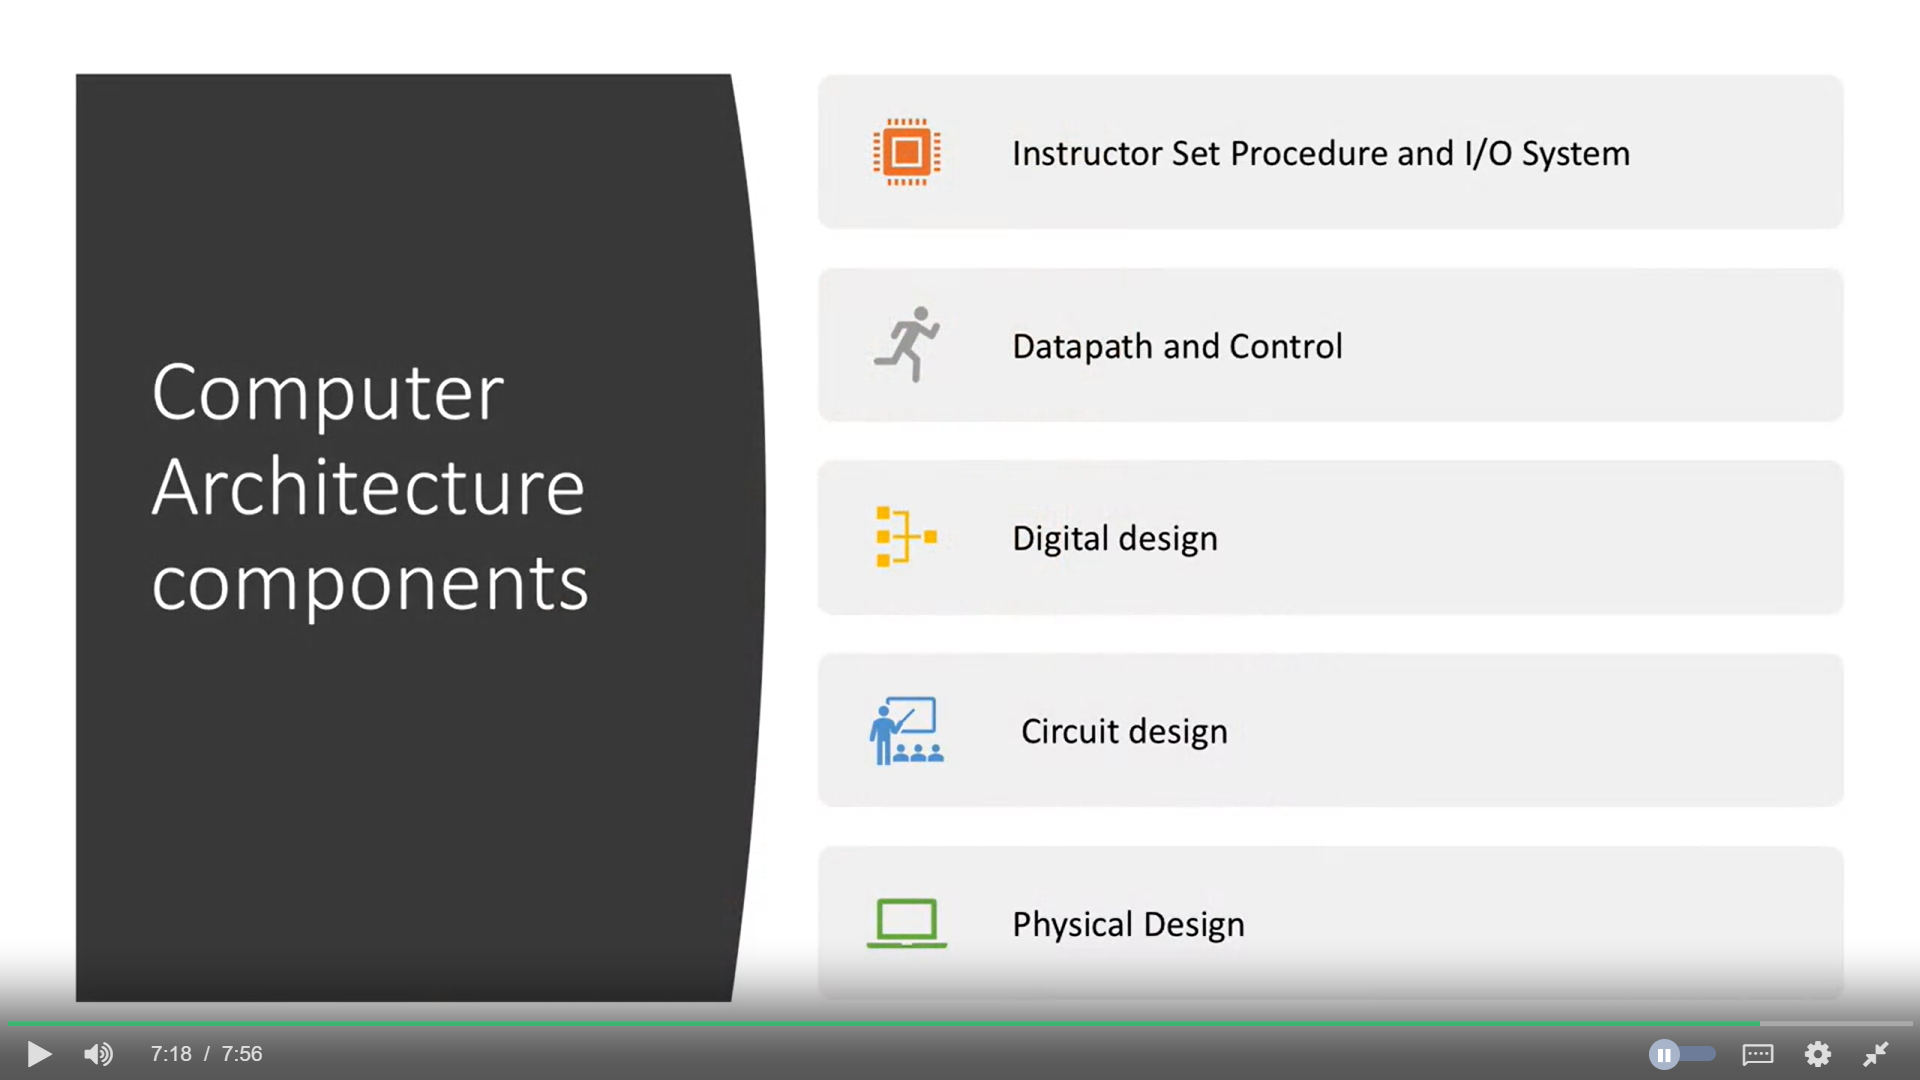 Computer
Architecture
components
Instructor Set Procedure and I/O System
Datapath and Control
Digital design
Circuit design
Physical Design
7:18 / 7:56